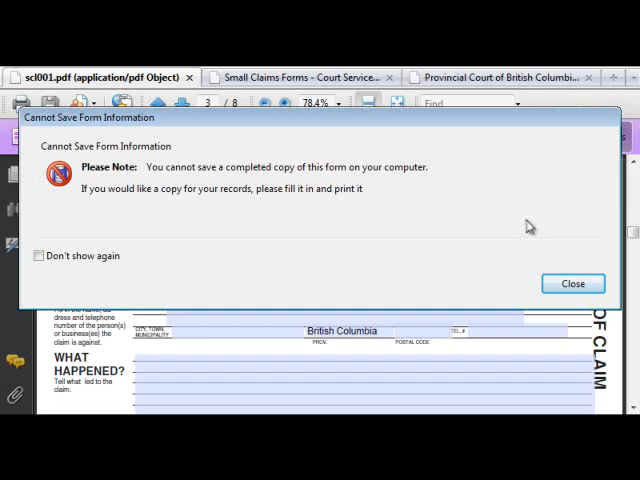 scl001.pdf (application/pdf Object) × Small Claims Forms - Court Service... × Provincial Court of British Columbi... ×
3 / 8 78.4% Find
Cannot Save Form Information
Cannot Save Form Information
Please Note: You cannot save a completed copy of this form on your computer.
If you would like a copy for your records, please fill it in and print it
Don't show again
Close
dress and telephone
number of the person(s)
or business(es) the
claim is against.
CITY, TOWN,
MUNICIPALITY
British Columbia
TEL. #
PROV. POSTAL CODE
WHAT
HAPPENED?
Tell what led to the
claim.
OF CLAIM